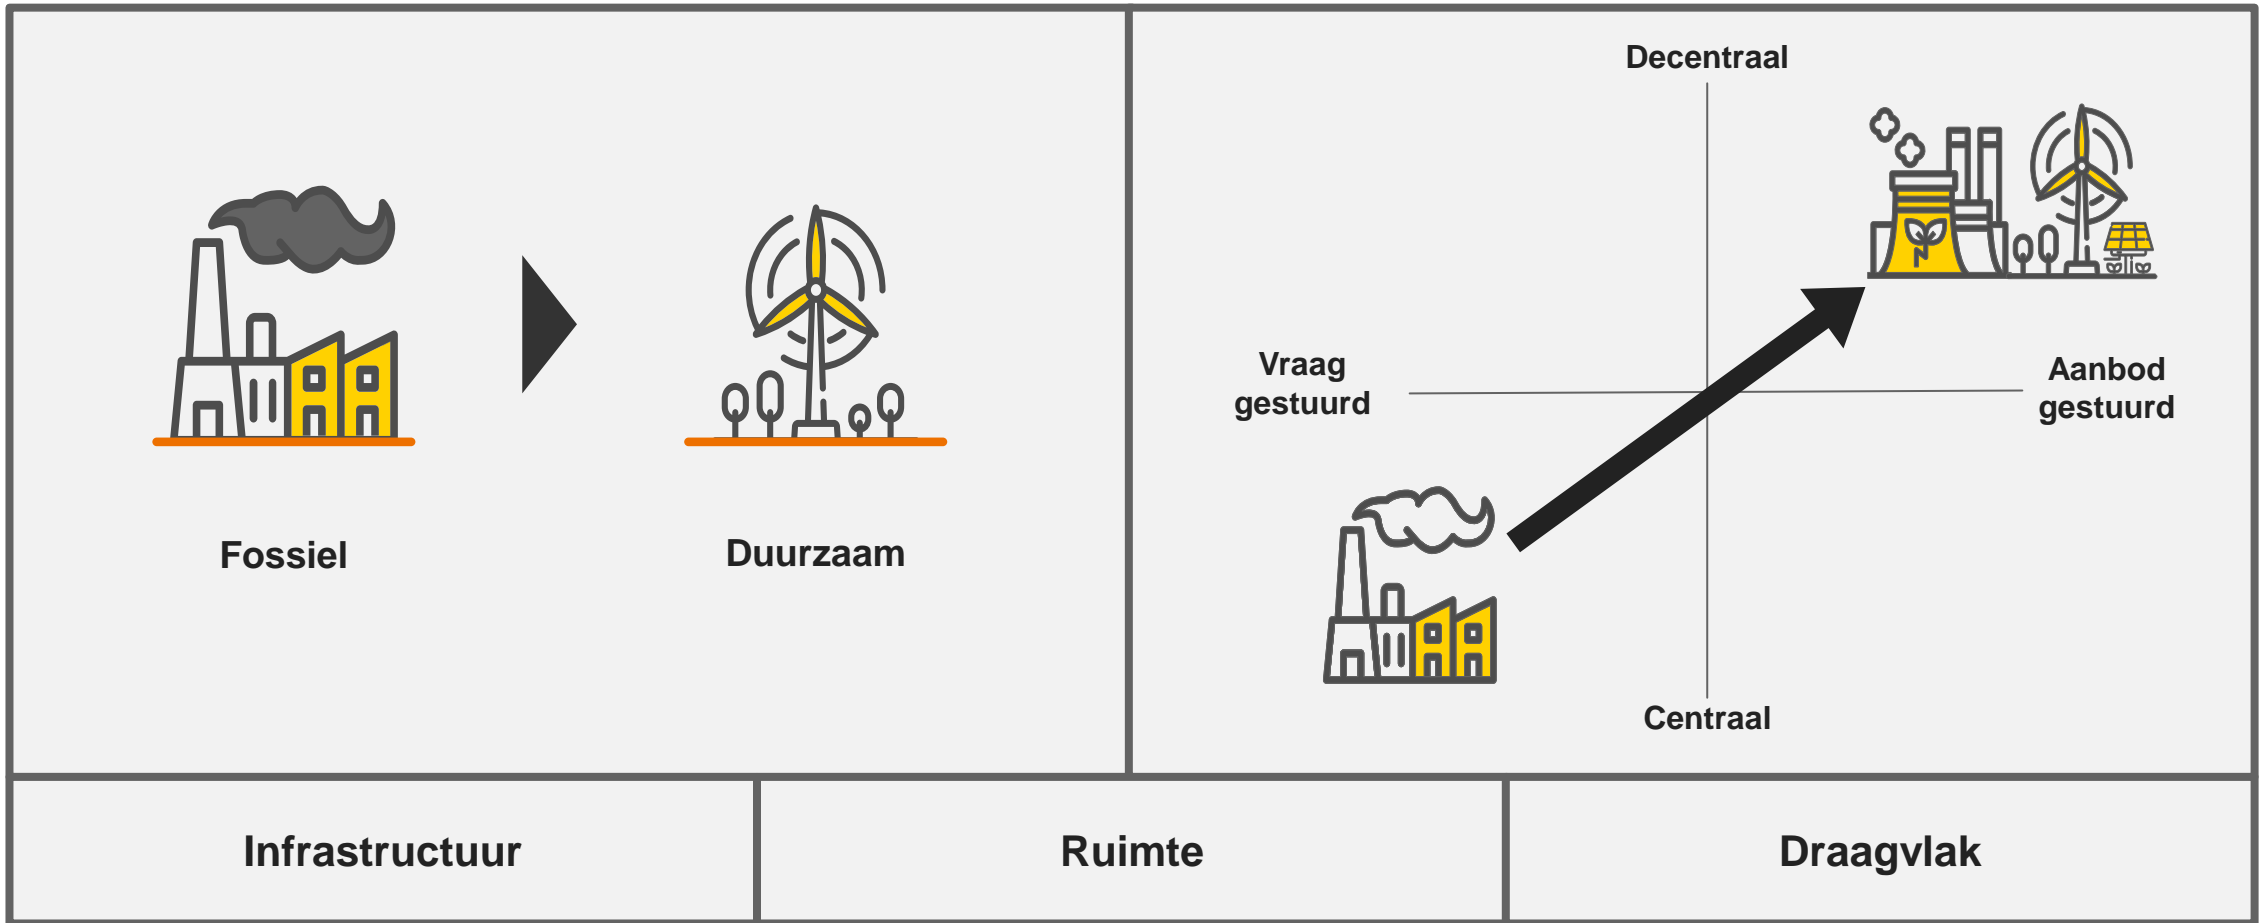 Fossiel
Duurzaam
Decentraal
Vraag
gestuurd
Aanbod
gestuurd
Centraal
Infrastructuur
Ruimte
Draagvlak